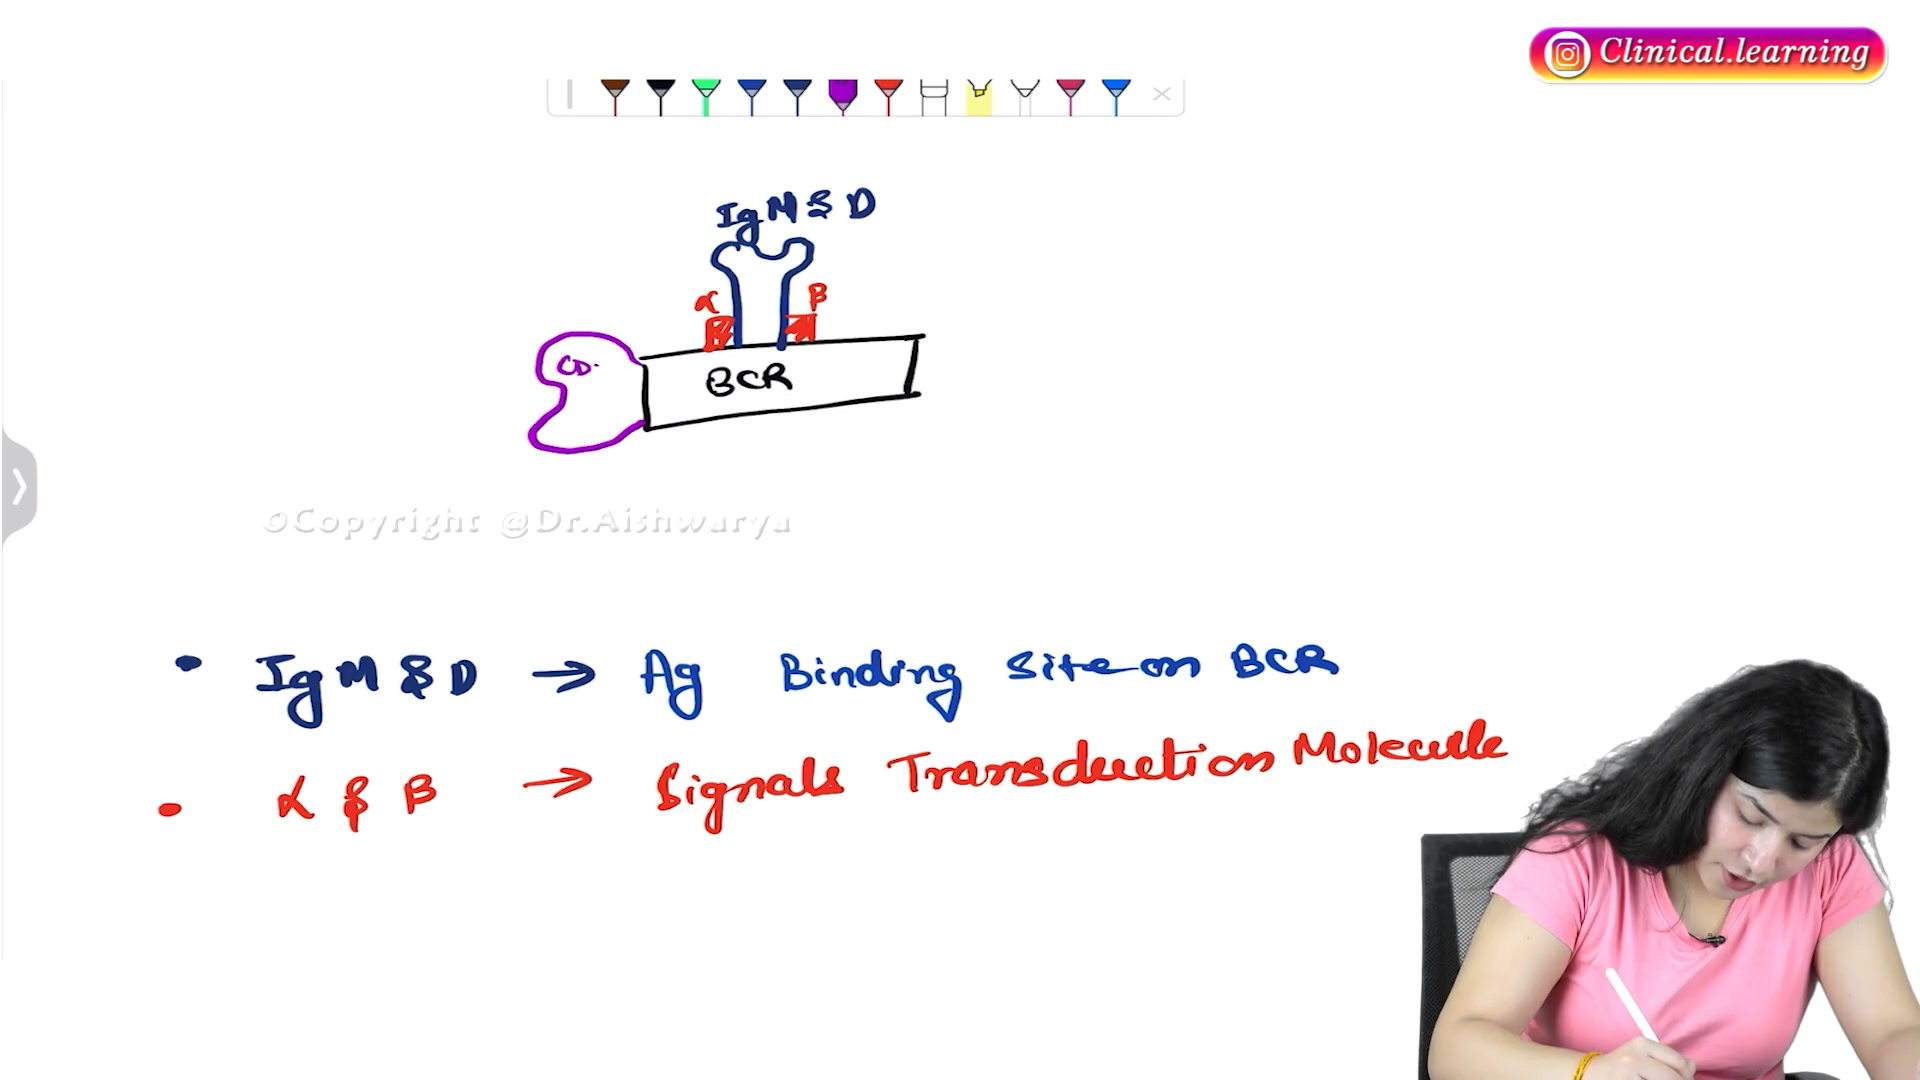 Clinical.learning
IgM & D
α β
CD.
BCR
©Copyright @Dr.Aishwarya
• IgM & D → Ag Binding Site on BCR
• α & β → Signals Transduction Molecule